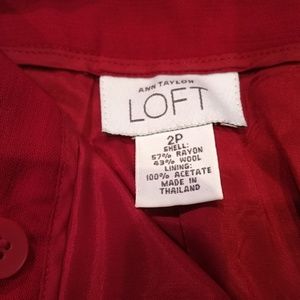 ANN TAYLOR
LOFT
2P
SHELL:
57% RAYON
43% WOOL
LINING:
100% ACETATE
MADE IN
THAILAND